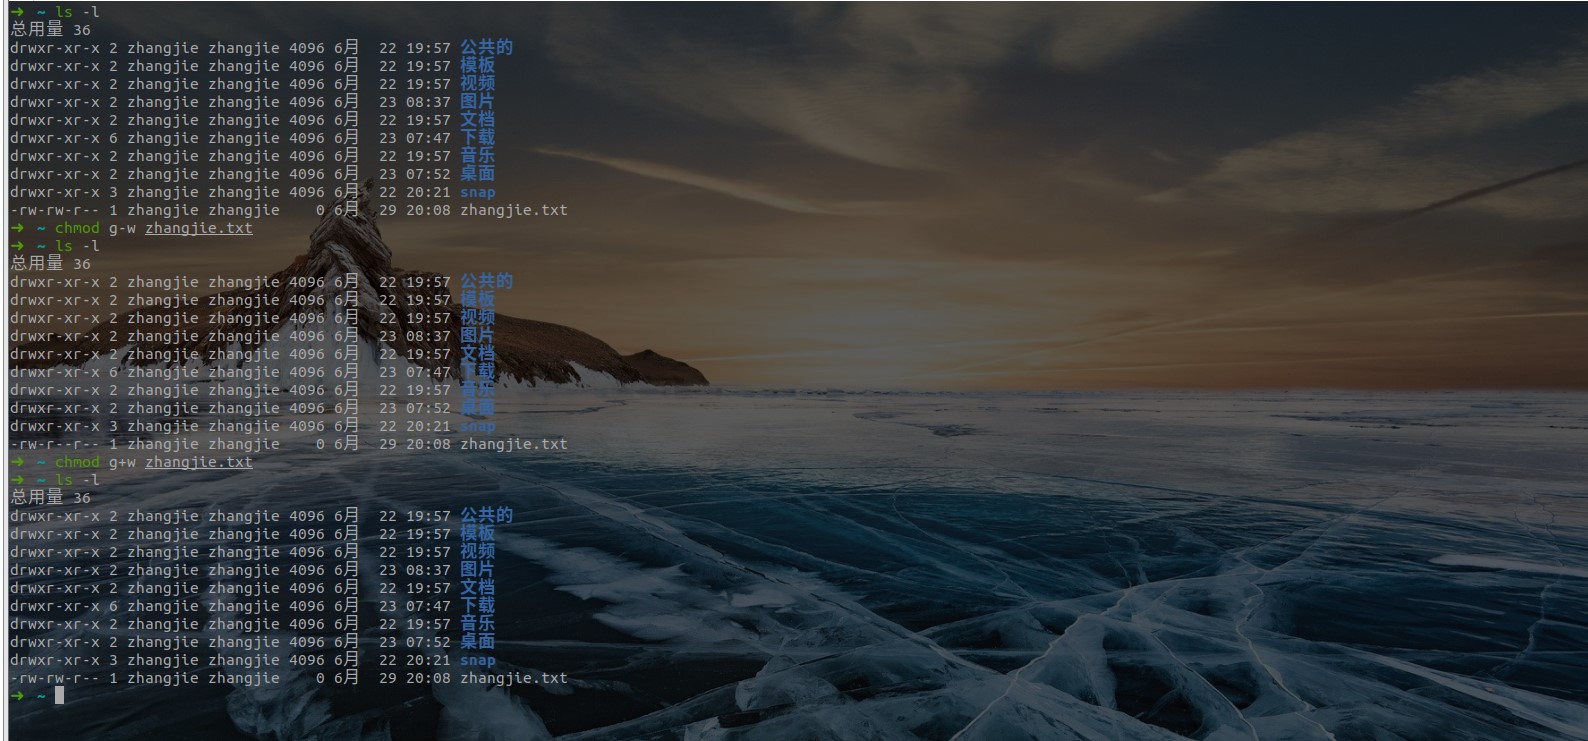 ➜ ~ ls -l
总用量 36
drwxr-xr-x 2 zhangjie zhangjie 4096 6月  22 19:57 公共的
drwxr-xr-x 2 zhangjie zhangjie 4096 6月  22 19:57 模板
drwxr-xr-x 2 zhangjie zhangjie 4096 6月  22 19:57 视频
drwxr-xr-x 2 zhangjie zhangjie 4096 6月  23 08:37 图片
drwxr-xr-x 2 zhangjie zhangjie 4096 6月  22 19:57 文档
drwxr-xr-x 6 zhangjie zhangjie 4096 6月  23 07:47 下载
drwxr-xr-x 2 zhangjie zhangjie 4096 6月  22 19:57 音乐
drwxr-xr-x 2 zhangjie zhangjie 4096 6月  23 07:52 桌面
drwxr-xr-x 3 zhangjie zhangjie 4096 6月  22 20:21 snap
-rw-rw-r-- 1 zhangjie zhangjie    0 6月  29 20:08 zhangjie.txt
➜ ~ chmod g-w zhangjie.txt
➜ ~ ls -l
总用量 36
drwxr-xr-x 2 zhangjie zhangjie 4096 6月  22 19:57 公共的
drwxr-xr-x 2 zhangjie zhangjie 4096 6月  22 19:57 模板
drwxr-xr-x 2 zhangjie zhangjie 4096 6月  22 19:57 视频
drwxr-xr-x 2 zhangjie zhangjie 4096 6月  23 08:37 图片
drwxr-xr-x 2 zhangjie zhangjie 4096 6月  22 19:57 文档
drwxr-xr-x 6 zhangjie zhangjie 4096 6月  23 07:47 下载
drwxr-xr-x 2 zhangjie zhangjie 4096 6月  22 19:57 音乐
drwxr-xr-x 2 zhangjie zhangjie 4096 6月  23 07:52 桌面
drwxr-xr-x 3 zhangjie zhangjie 4096 6月  22 20:21 snap
-rw-r--r-- 1 zhangjie zhangjie    0 6月  29 20:08 zhangjie.txt
➜ ~ chmod g+w zhangjie.txt
➜ ~ ls -l
总用量 36
drwxr-xr-x 2 zhangjie zhangjie 4096 6月  22 19:57 公共的
drwxr-xr-x 2 zhangjie zhangjie 4096 6月  22 19:57 模板
drwxr-xr-x 2 zhangjie zhangjie 4096 6月  22 19:57 视频
drwxr-xr-x 2 zhangjie zhangjie 4096 6月  23 08:37 图片
drwxr-xr-x 2 zhangjie zhangjie 4096 6月  22 19:57 文档
drwxr-xr-x 6 zhangjie zhangjie 4096 6月  23 07:47 下载
drwxr-xr-x 2 zhangjie zhangjie 4096 6月  22 19:57 音乐
drwxr-xr-x 2 zhangjie zhangjie 4096 6月  23 07:52 桌面
drwxr-xr-x 3 zhangjie zhangjie 4096 6月  22 20:21 snap
-rw-rw-r-- 1 zhangjie zhangjie    0 6月  29 20:08 zhangjie.txt
➜ ~